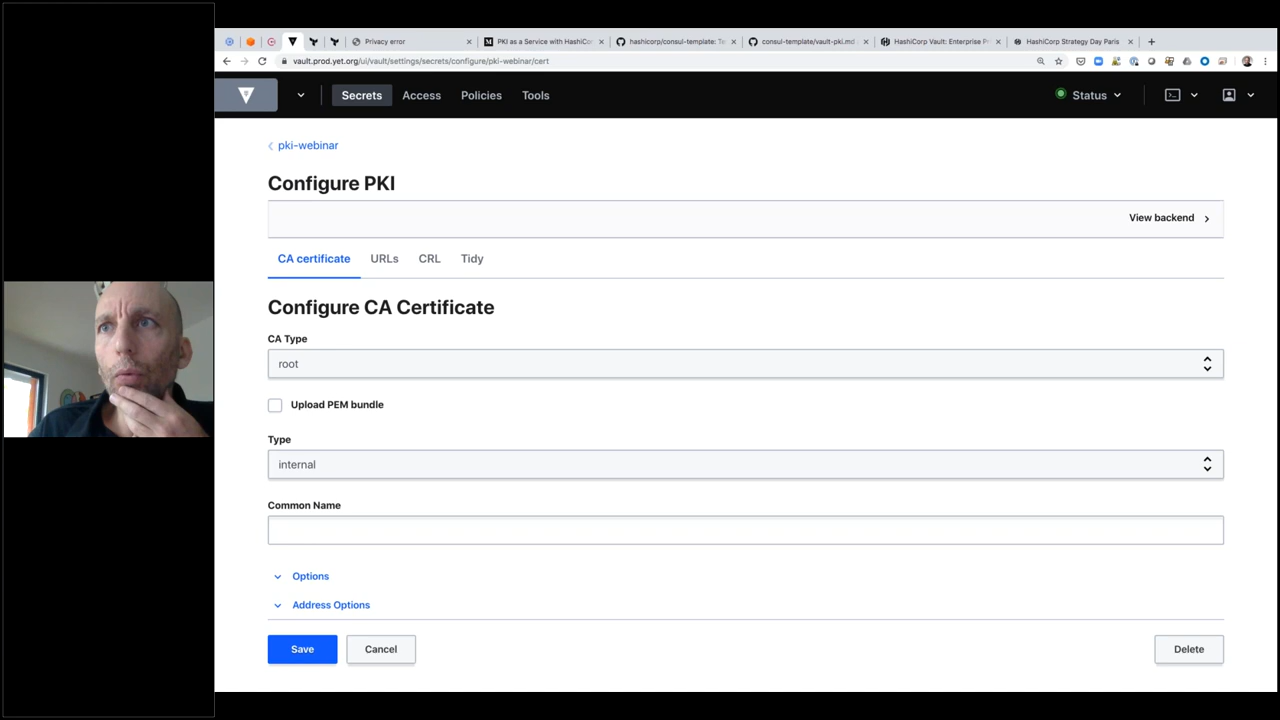 Privacy error
PKI as a Service with HashiCo
hashicorp/consul-template: Te
consul-template/vault-pki.md
HashiCorp Vault: Enterprise P
HashiCorp Strategy Day Paris
vault.prod.yet.org/ui/vault/settings/secrets/configure/pki-webinar/cert
Secrets Access Policies Tools Status
pki-webinar
Configure PKI
View backend
CA certificate URLs CRL Tidy
Configure CA Certificate
CA Type
root
Upload PEM bundle
Type
internal
Common Name
Options
Address Options
Save Cancel Delete